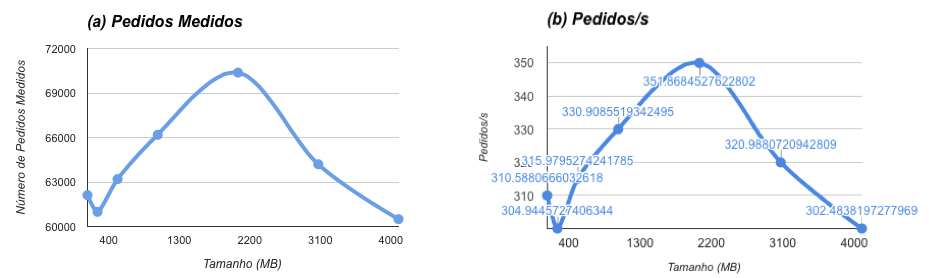 (a) Pedidos Medidos
72000
69000
66000
63000
60000
Número de Pedidos Medidos
400 1300 2200 3100 4000
Tamanho (MB)
(b) Pedidos/s
350
340
330
310
Pedidos/s
351.8684527622802
330.9085519342495
320.9880720942809
315.9795274241785
310.5880666032618
304.9445727406344
302.4838197277969
400 1300 2200 3100 4000
Tamanho (MB)